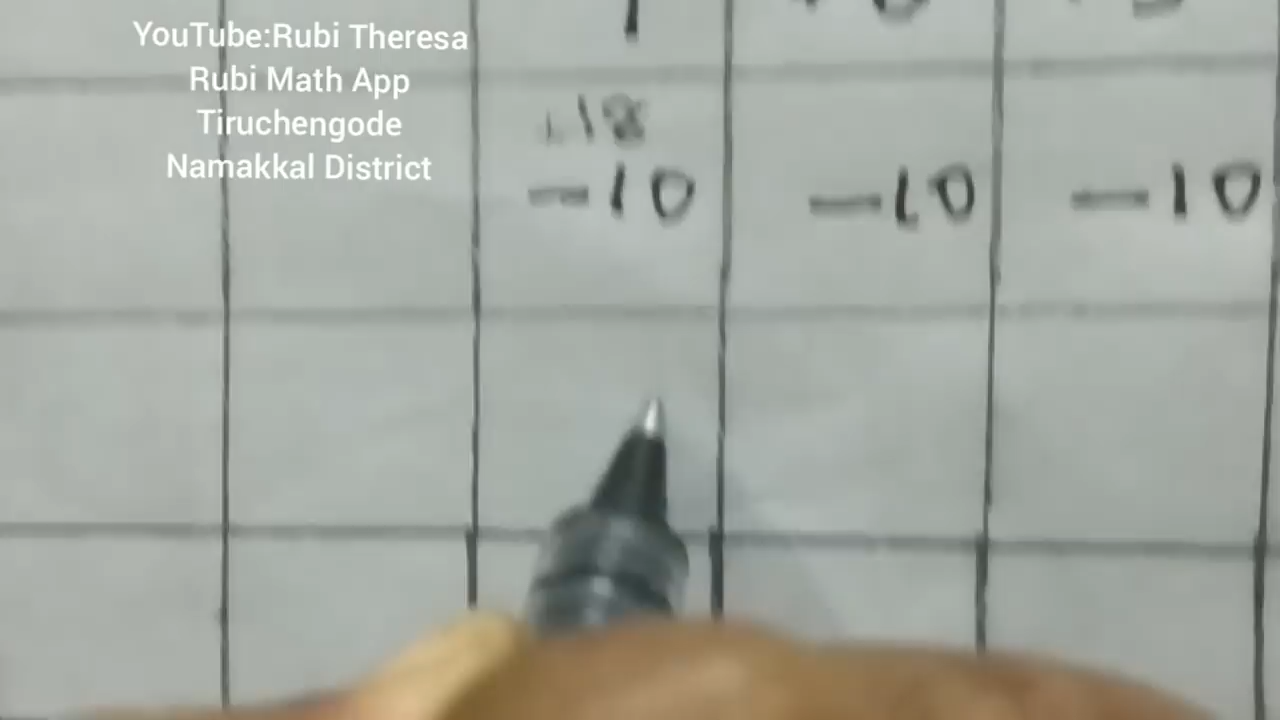 YouTube:Rubi Theresa
Rubi Math App
Tiruchengode
Namakkal District
18
-10 -10 -10